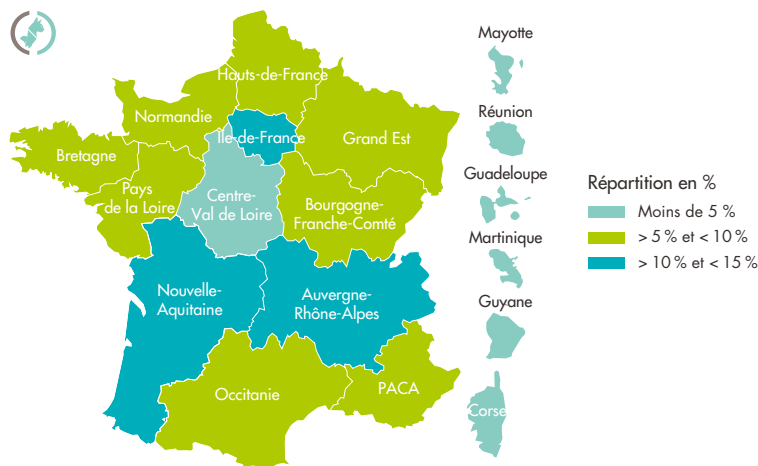 Mayotte
Hauts-de-France
Normandie
Réunion
Île-de-France
Grand Est
Bretagne
Guadeloupe
Pays
de la Loire
Centre-
Val de Loire
Bourgogne-
Franche-Comté
Martinique
Nouvelle-
Aquitaine
Auvergne-
Rhône-Alpes
Guyane
PACA
Occitanie
Corse
Répartition en %
Moins de 5 %
> 5 % et < 10 %
> 10 % et < 15 %